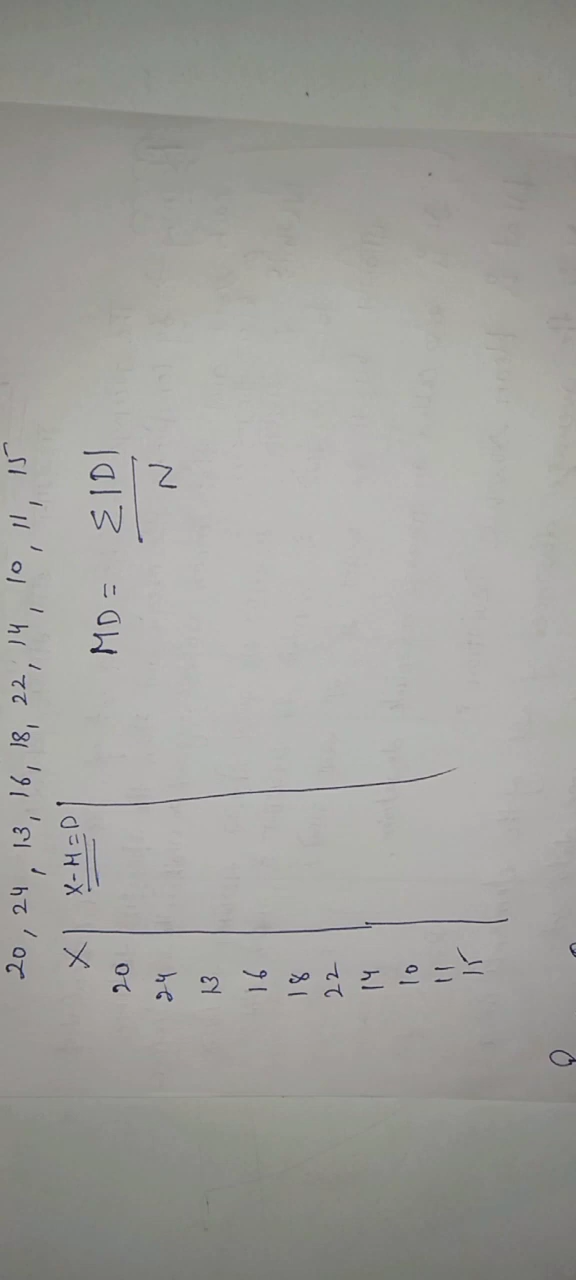 20, 24, 13, 16, 18, 22, 14, 10, 11, 15
X X-M=D
MD = Σ|D|
N
20
24
13
16
18
22
14
10
11
15